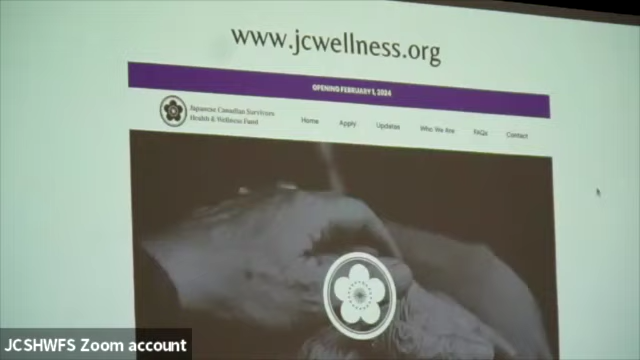 www.jcwellness.org
OPENING FEBRUARY 1, 2024
Japanese Canadian Survivors
Health & Wellness Fund
Home Apply Updates Who We Are FAQs Contact
JCSHWFS Zoom account